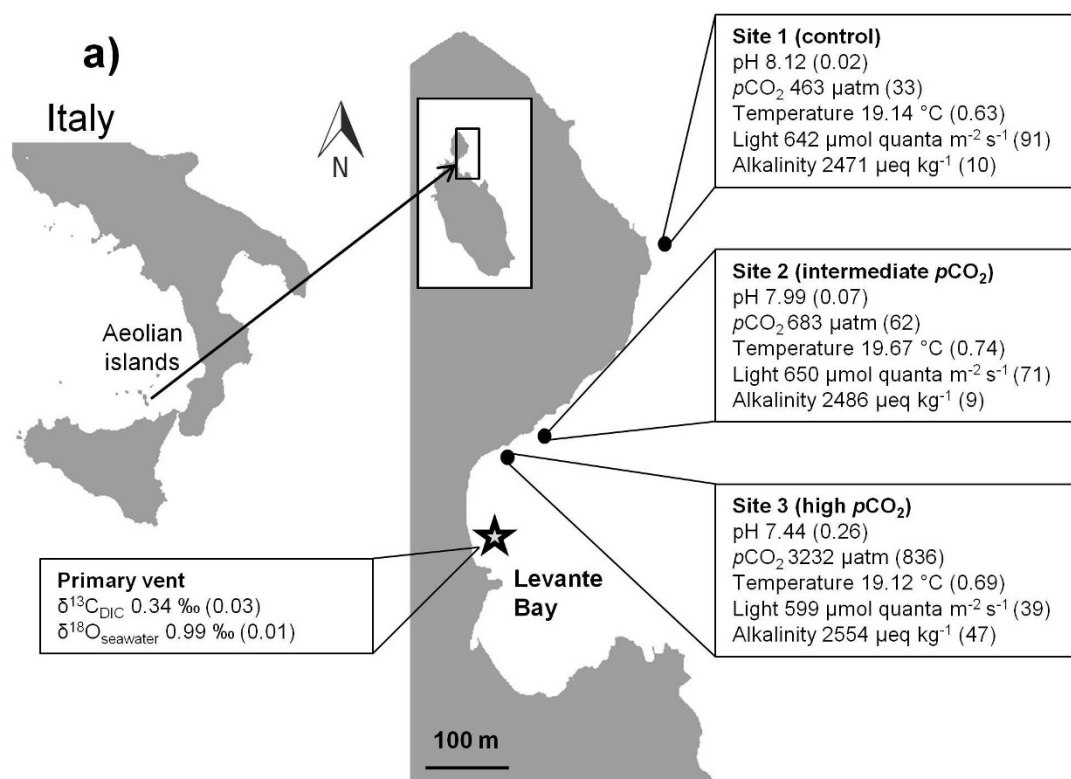 a)
Italy
N
Aeolian
islands
Site 1 (control)
pH 8.12 (0.02)
pCO₂ 463 µatm (33)
Temperature 19.14 °C (0.63)
Light 642 µmol quanta m⁻² s⁻¹ (91)
Alkalinity 2471 µeq kg⁻¹ (10)
Site 2 (intermediate pCO₂)
pH 7.99 (0.07)
pCO₂ 683 µatm (62)
Temperature 19.67 °C (0.74)
Light 650 µmol quanta m⁻² s⁻¹ (71)
Alkalinity 2486 µeq kg⁻¹ (9)
Site 3 (high pCO₂)
pH 7.44 (0.26)
pCO₂ 3232 µatm (836)
Temperature 19.12 °C (0.69)
Light 599 µmol quanta m⁻² s⁻¹ (39)
Alkalinity 2554 µeq kg⁻¹ (47)
Primary vent
δ¹³C_DIC 0.34 ‰ (0.03)
δ¹⁸O_seawater 0.99 ‰ (0.01)
Levante
Bay
100 m